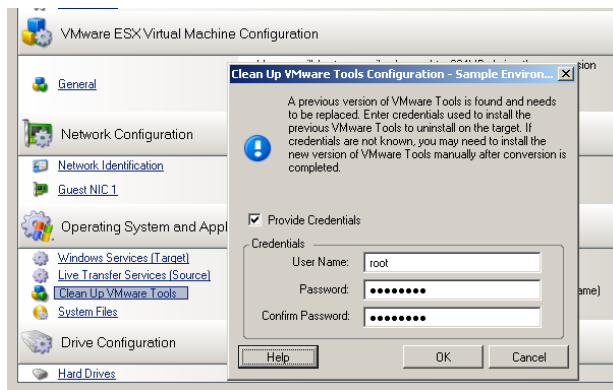 VMware ESX Virtual Machine Configuration
General
Clean Up VMware Tools Configuration - Sample Environ...
A previous version of VMware Tools is found and needs
to be replaced. Enter credentials used to install the
previous VMware Tools to uninstall on the target. If
credentials are not known, you may need to install the
new version of VMware Tools manually after conversion is
completed.
Provide Credentials
Credentials
User Name: root
Password: ●●●●●●●●
Confirm Password: ●●●●●●●●
Help OK Cancel
Network Configuration
Network Identification
Guest NIC 1
Operating System and Appl
Windows Services (Target)
Live Transfer Services (Source)
Clean Up VMware Tools
ame)
System Files
Drive Configuration
Hard Drives